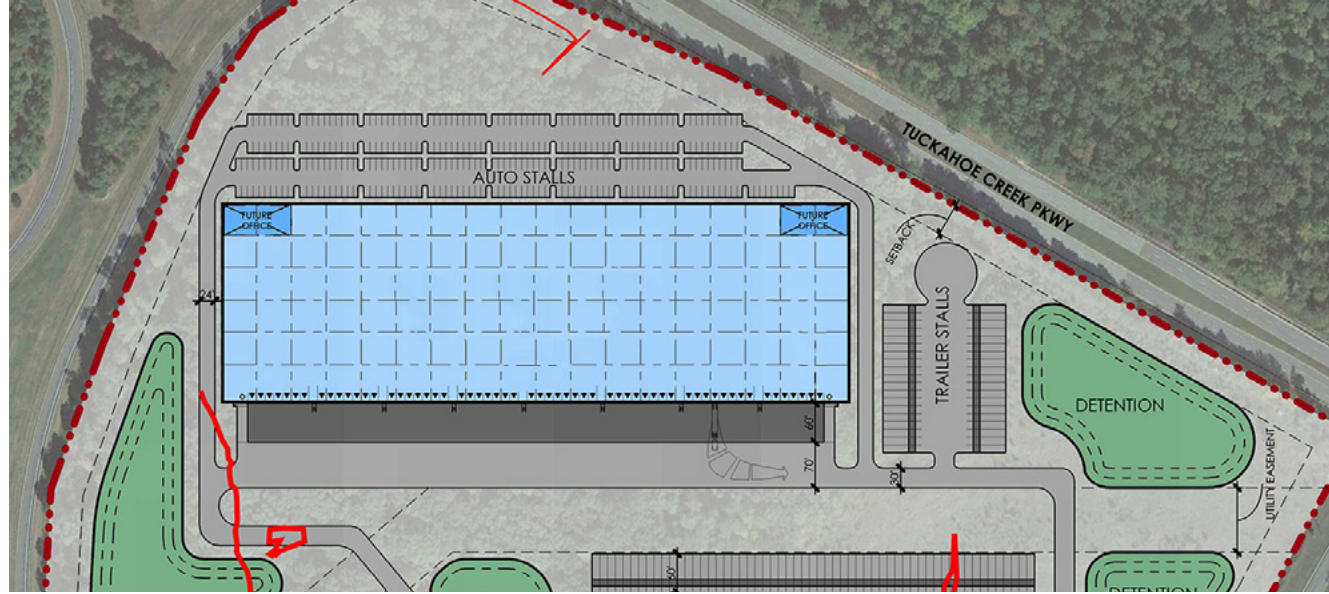 TUCKAHOE CREEK PKWY
AUTO STALLS
FUTURE
OFFICE
FUTURE
OFFICE
SETBACK
24'
TRAILER STALLS
DETENTION
60'
70'
30'
UTILITY EASEMENT
60'
DETENTION